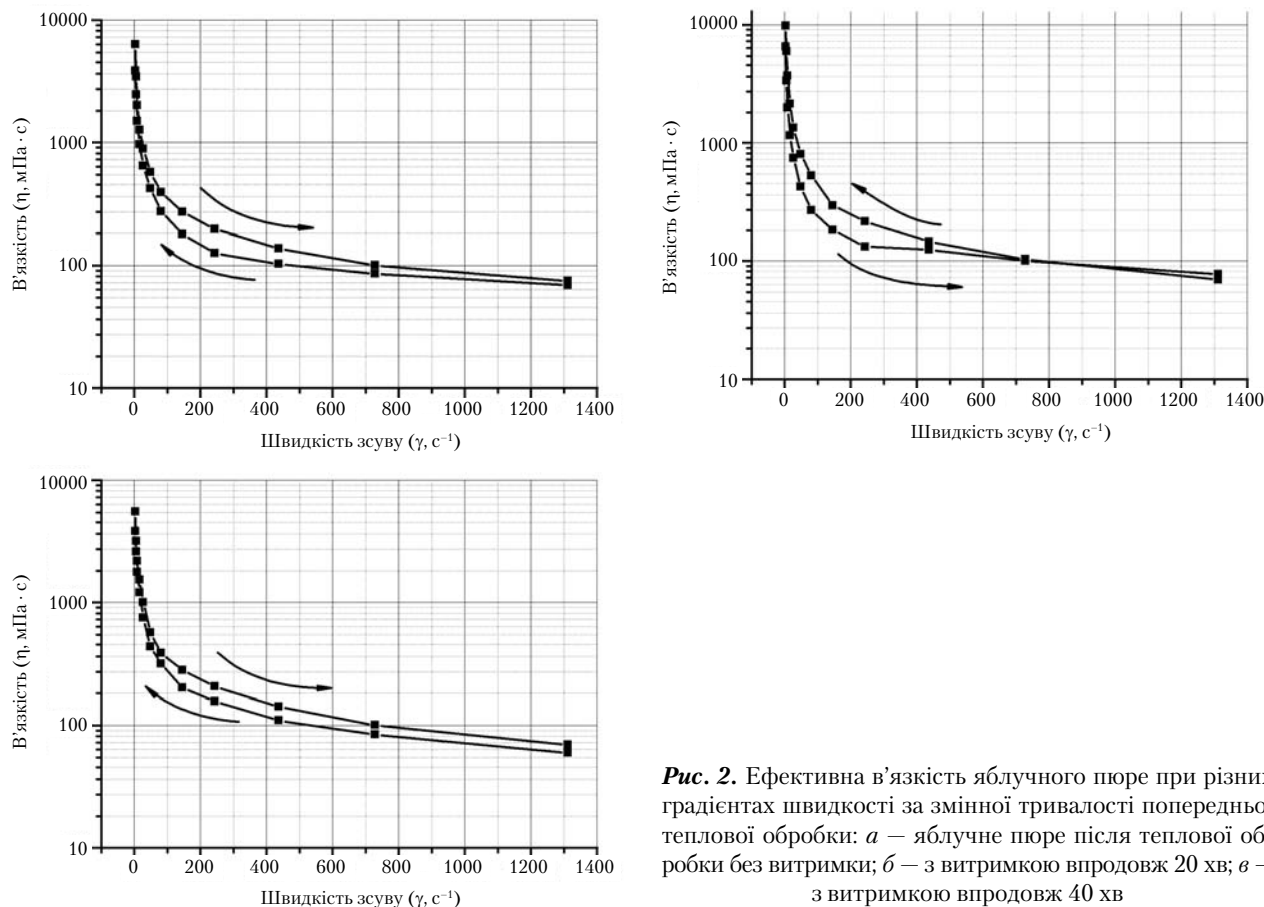 10000
1000
100
10
В'язкість (η, мПа · с)
0 200 400 600 800 1000 1200 1400
Швидкість зсуву (γ, с⁻¹)
10000
1000
100
10
В'язкість (η, мПа · с)
0 200 400 600 800 1000 1200 1400
Швидкість зсуву (γ, с⁻¹)
10000
1000
100
10
В'язкість (η, мПа · с)
0 200 400 600 800 1000 1200 1400
Швидкість зсуву (γ, с⁻¹)
Рис. 2. Ефективна в'язкість яблучного пюре при різних
градієнтах швидкості за змінної тривалості попередньо
теплової обробки: а — яблучне пюре після теплової об
робки без витримки; б — з витримкою впродовж 20 хв; в —
з витримкою впродовж 40 хв